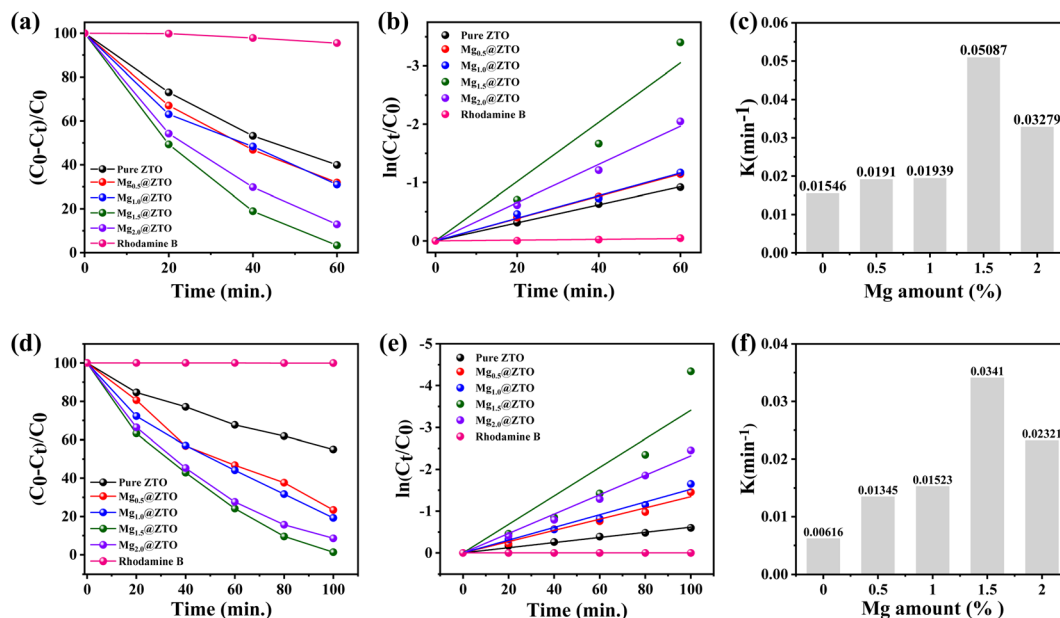 (a)
(C0-Ct)/C0
100
80
60
40
20
0
Pure ZTO
Mg0.5@ZTO
Mg1.0@ZTO
Mg1.5@ZTO
Mg2.0@ZTO
Rhodamine B
0 20 40 60
Time (min.)
(b)
ln(Ct/C0)
-3
-2
-1
0
Pure ZTO
Mg0.5@ZTO
Mg1.0@ZTO
Mg1.5@ZTO
Mg2.0@ZTO
Rhodamine B
0 20 40 60
Time (min.)
(c)
K(min-1)
0.06
0.05
0.04
0.03
0.02
0.01
0.00
0.01546
0.0191
0.01939
0.05087
0.03279
0 0.5 1 1.5 2
Mg amount (%)
(d)
(C0-Ct)/C0
100
80
60
40
20
0
Pure ZTO
Mg0.5@ZTO
Mg1.0@ZTO
Mg1.5@ZTO
Mg2.0@ZTO
Rhodamine B
0 20 40 60 80 100
Time (min.)
(e)
ln(Ct/C0)
-5
-4
-3
-2
-1
0
Pure ZTO
Mg0.5@ZTO
Mg1.0@ZTO
Mg1.5@ZTO
Mg2.0@ZTO
Rhodamine B
0 20 40 60 80 100
Time (min.)
(f)
K(min-1)
0.04
0.03
0.02
0.01
0.00
0.00616
0.01345
0.01523
0.0341
0.02321
0 0.5 1 1.5 2
Mg amount (% )